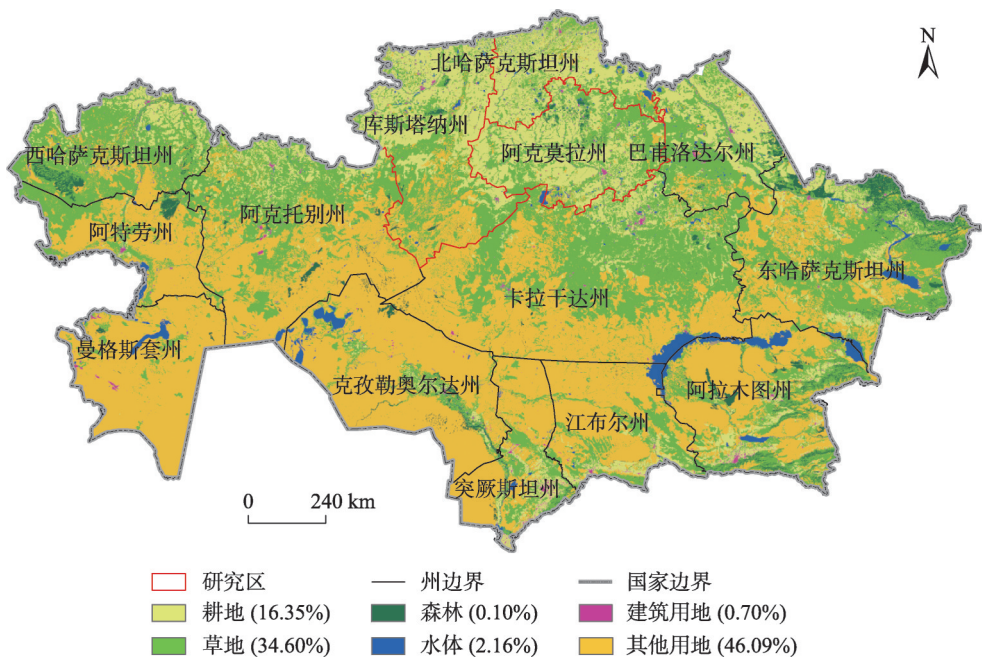 N
北哈萨克斯坦州
库斯塔纳州
西哈萨克斯坦州
阿克莫拉州
巴甫洛达尔州
阿克托别州
阿特劳州
东哈萨克斯坦州
卡拉干达州
曼格斯套州
克孜勒奥尔达州
阿拉木图州
江布尔州
突厥斯坦州
0 240 km
研究区 州边界 国家边界
耕地 (16.35%) 森林 (0.10%) 建筑用地 (0.70%)
草地 (34.60%) 水体 (2.16%) 其他用地 (46.09%)